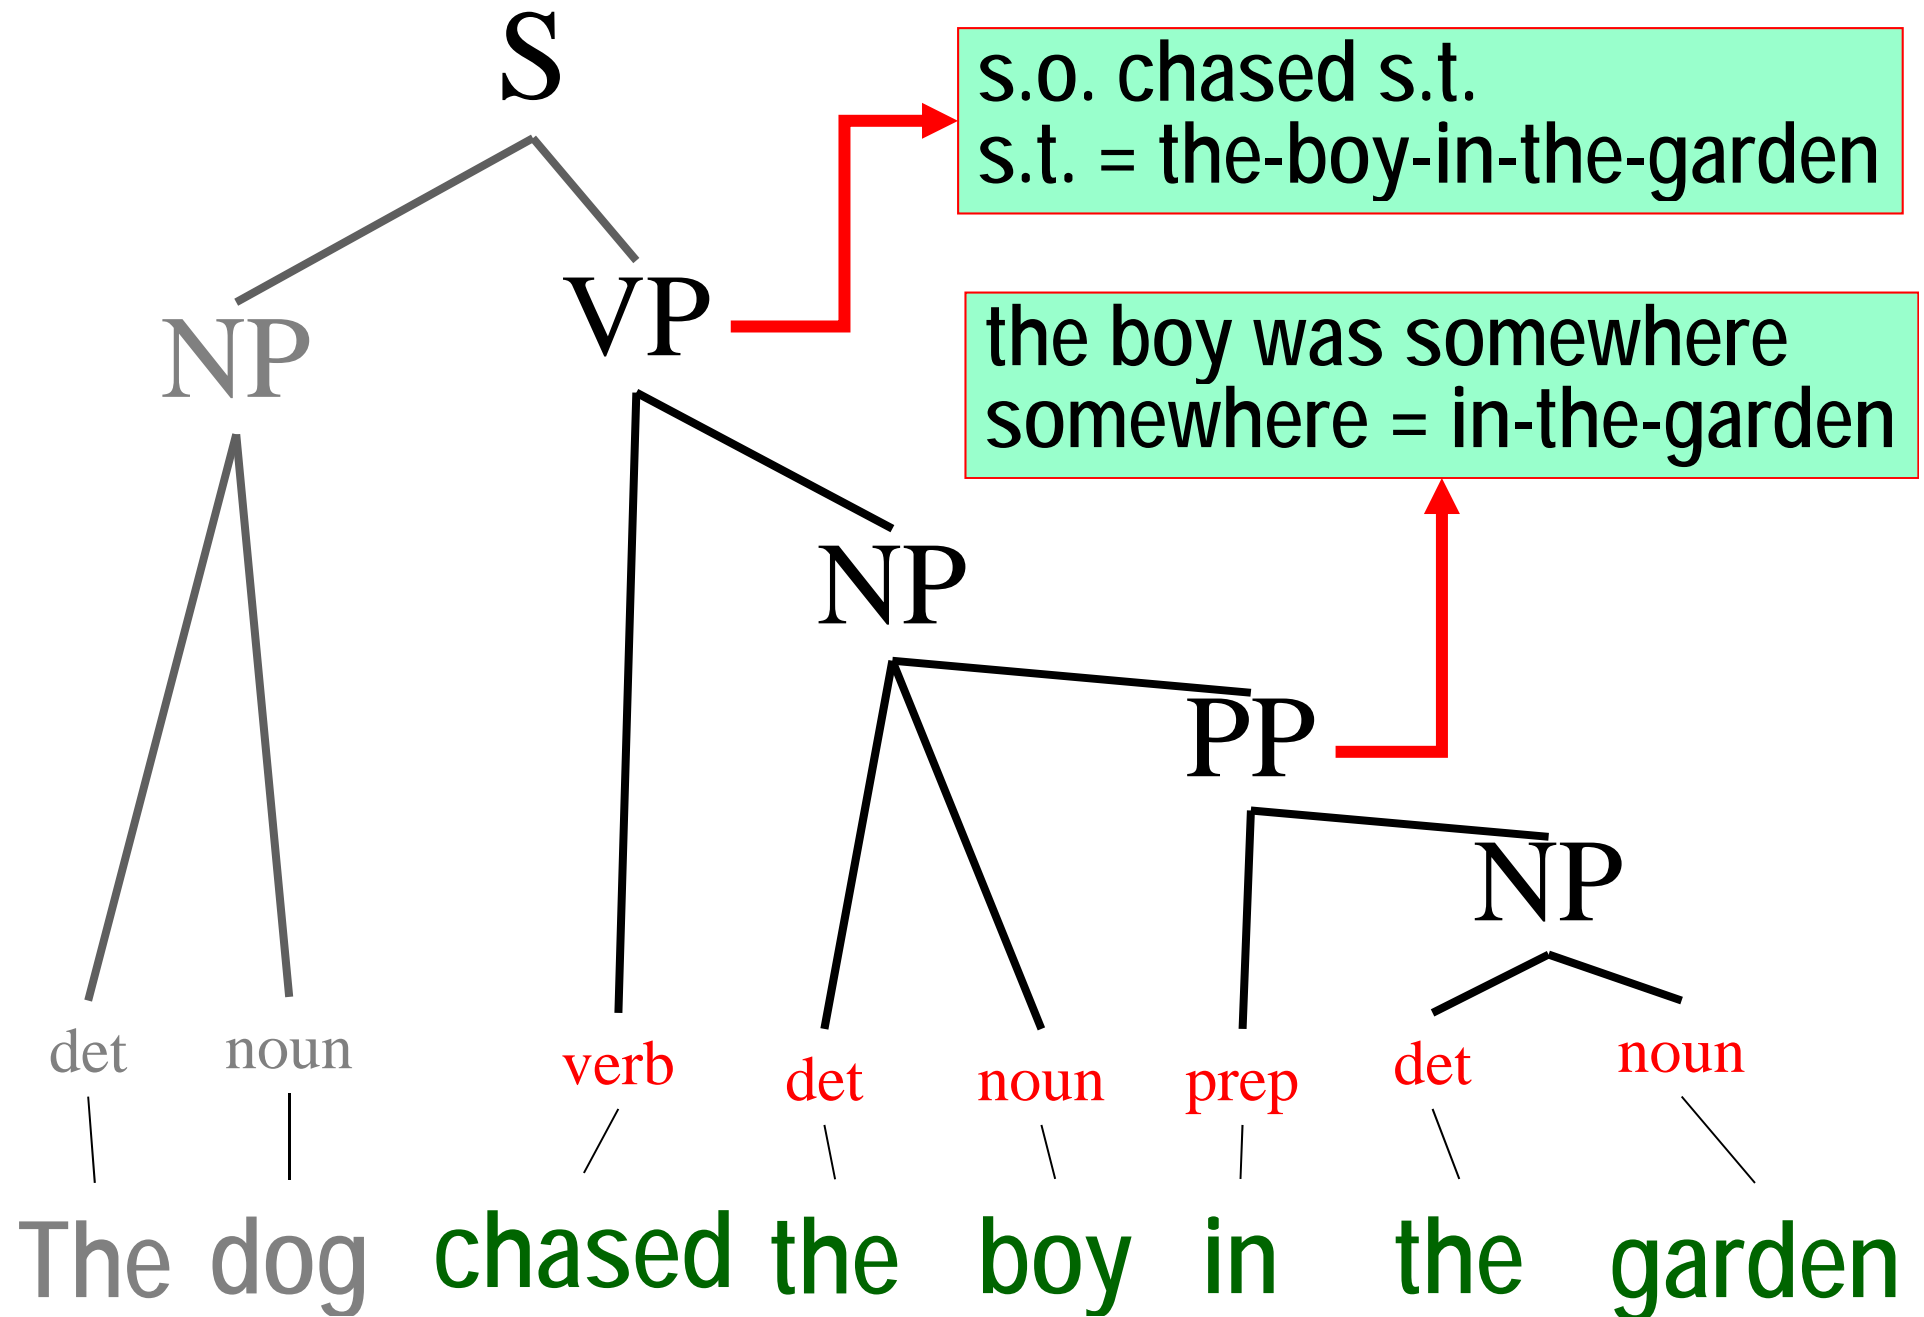 S
s.o. chased s.t.
s.t. = the-boy-in-the-garden
NP
VP
the boy was somewhere
somewhere = in-the-garden
NP
PP
NP
det noun verb det noun prep det noun
The dog chased the boy in the garden